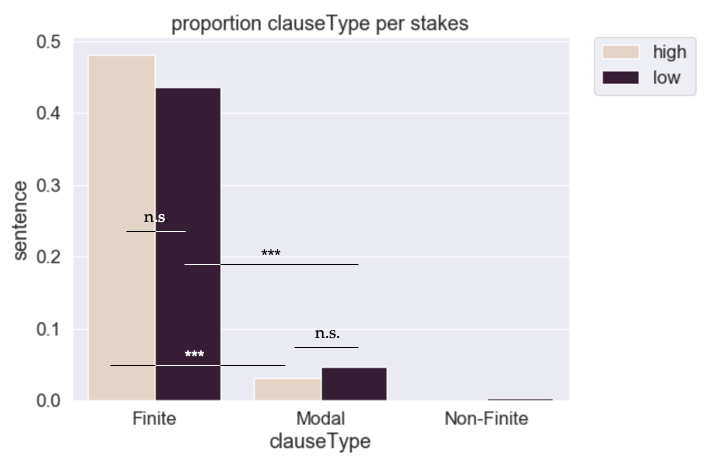 proportion clauseType per stakes
high
low
0.5
0.4
0.3
0.2
0.1
0.0
sentence
n.s
***
n.s.
***
Finite
Modal
Non-Finite
clauseType